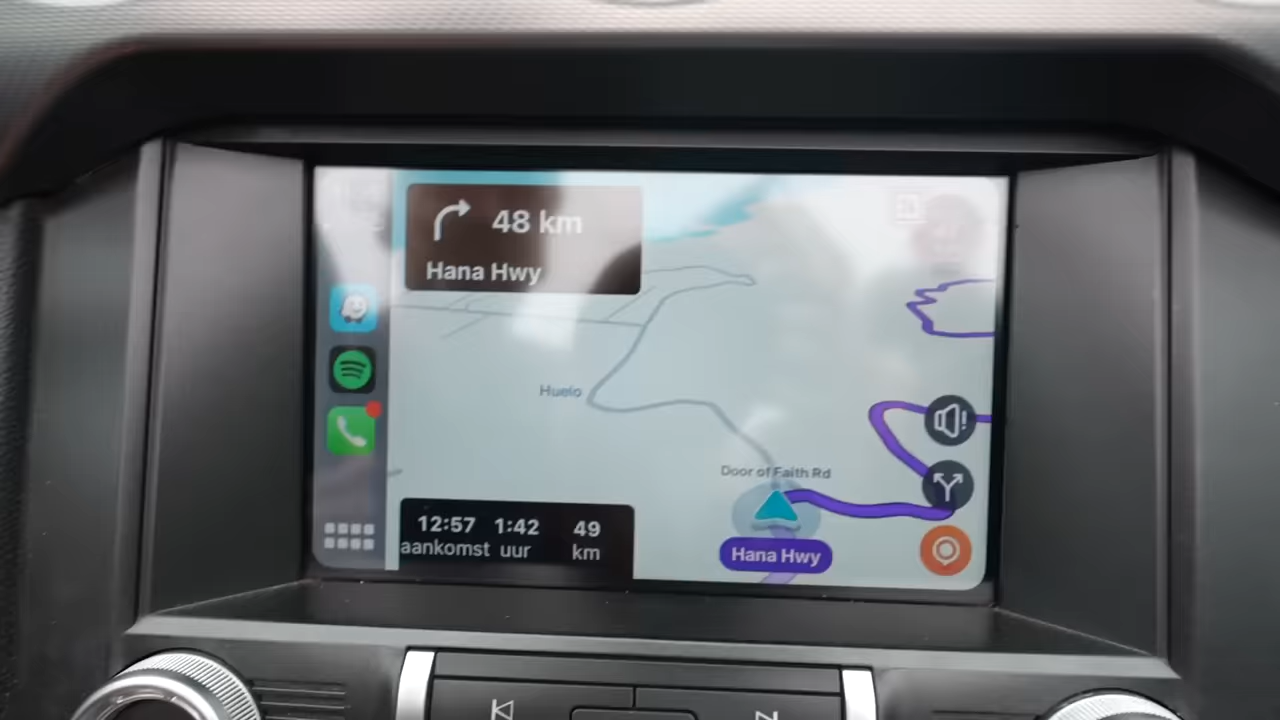 48 km
Hana Hwy
Huelo
Door of Faith Rd
12:57 1:42 49
aankomst uur km
Hana Hwy